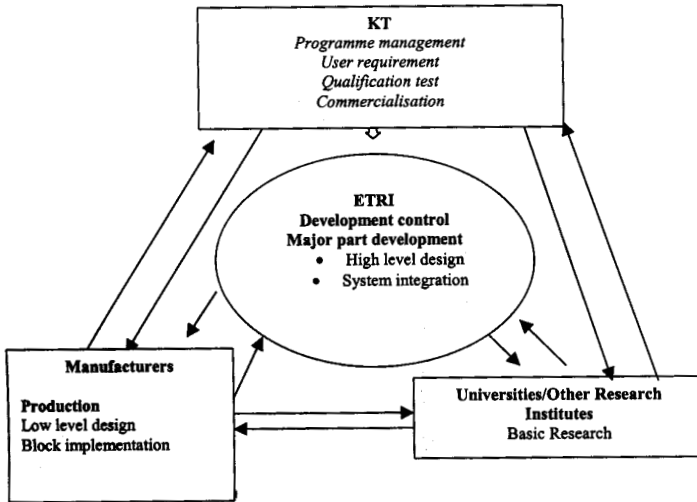 KT
Programme management
User requirement
Qualification test
Commercialisation
ETRI
Development control
Major part development
• High level design
• System integration
Manufacturers
Production
Low level design
Block implementation
Universities/Other Research
Institutes
Basic Research